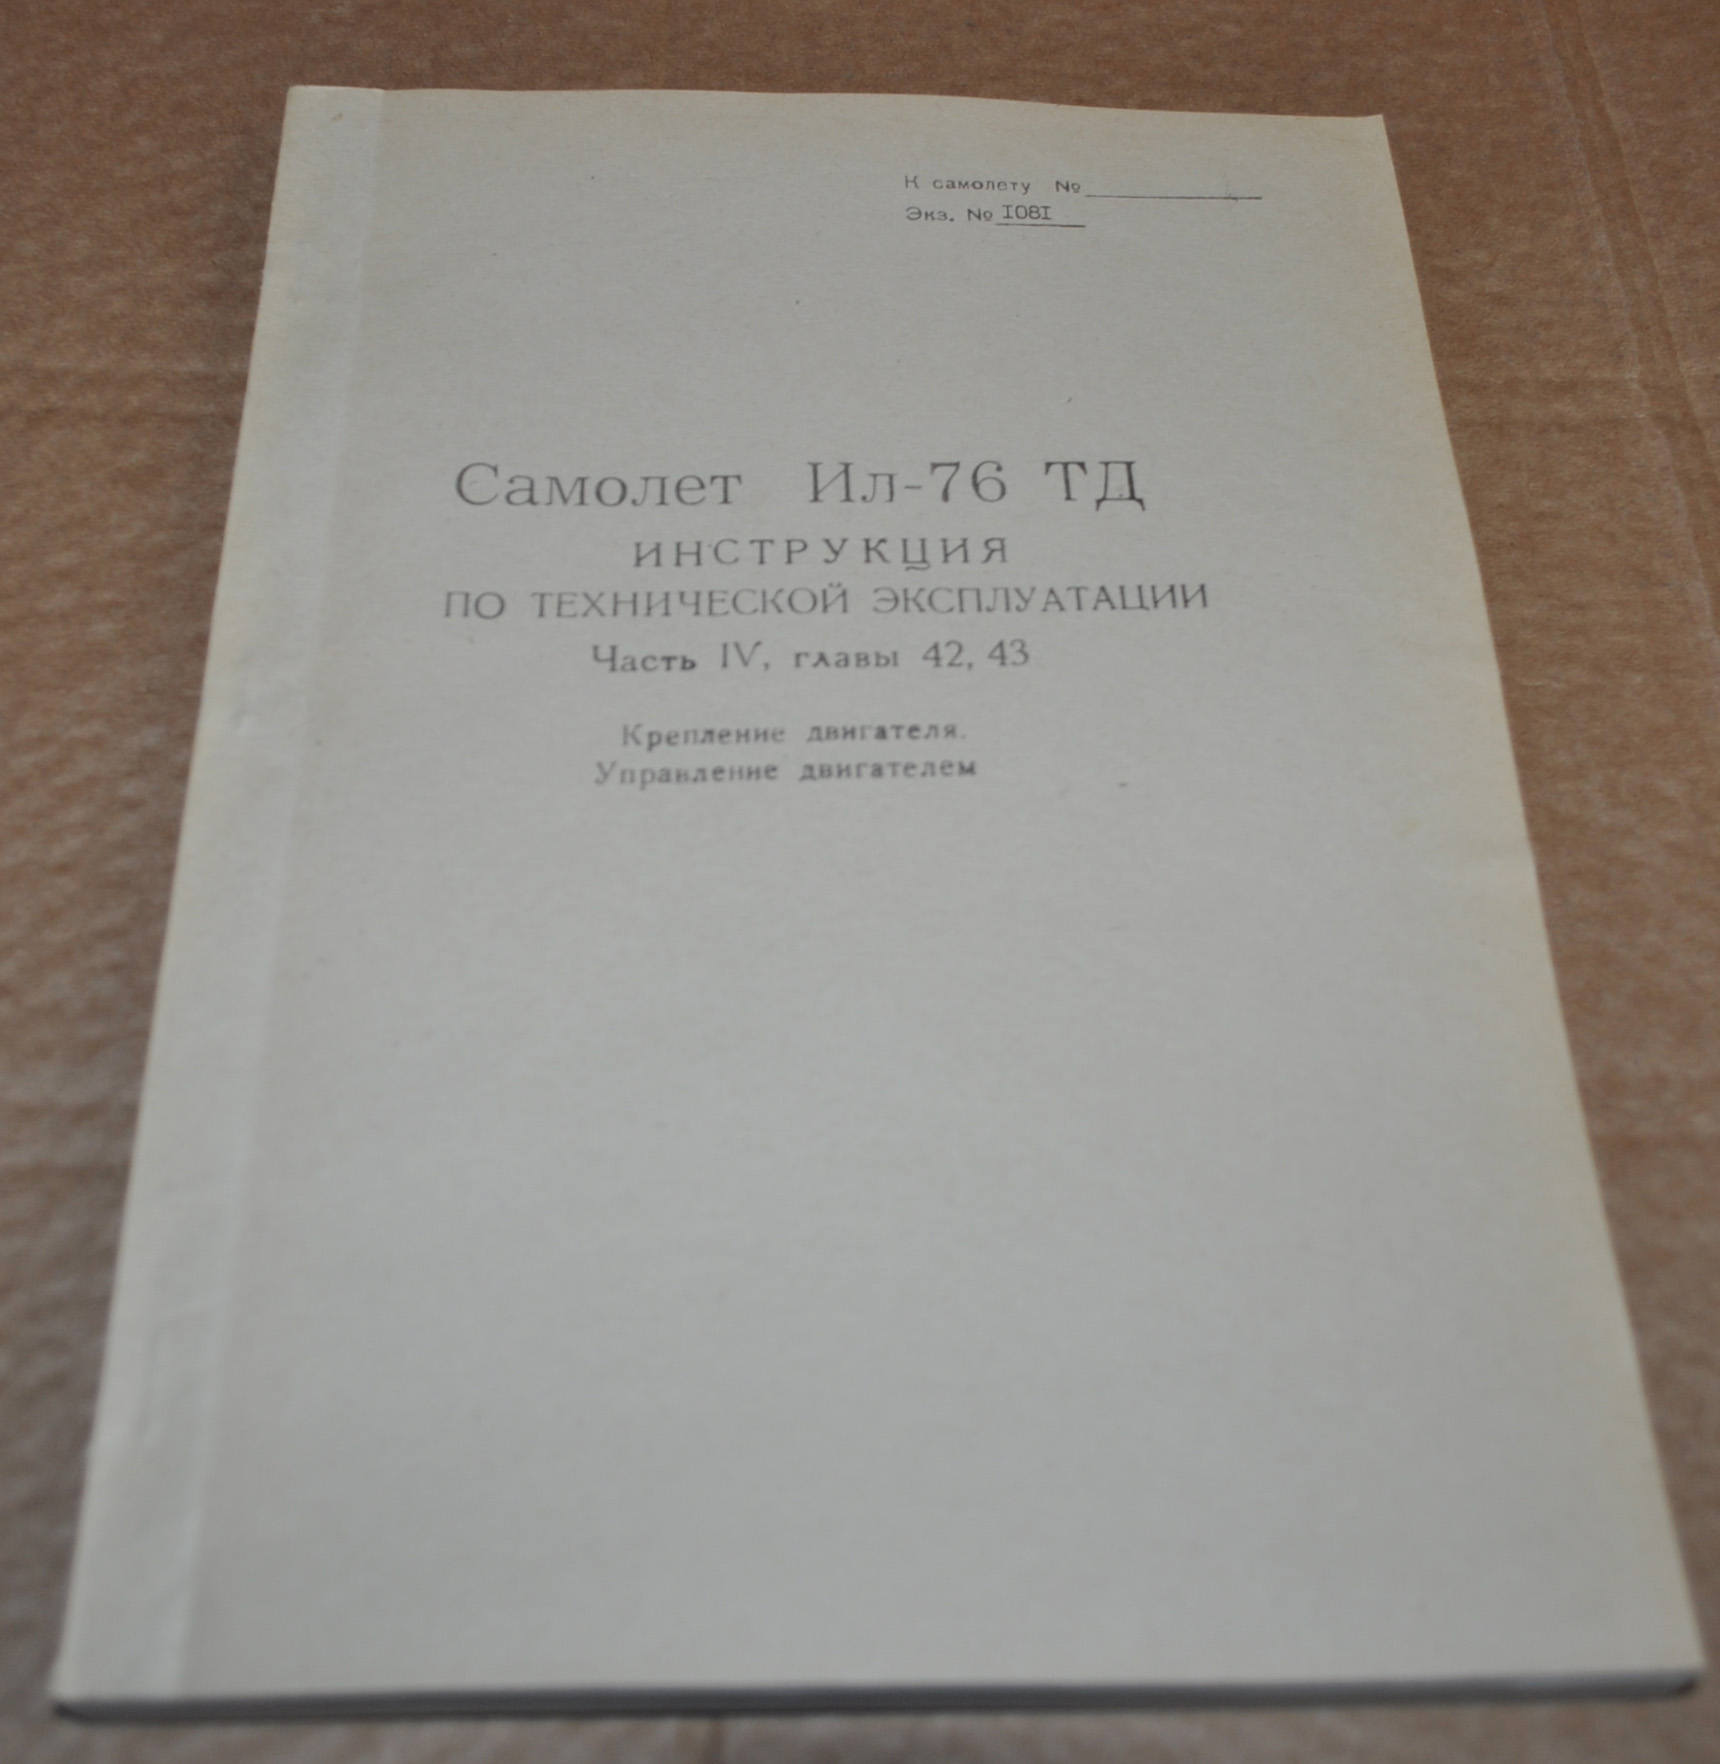 К самолету №
Экз. № I08I
Самолет Ил-76 ТД
ИНСТРУКЦИЯ
ПО ТЕХНИЧЕСКОЙ ЭКСПЛУАТАЦИИ
Часть IV, главы 42, 43
Крепление двигателя.
Управление двигателем